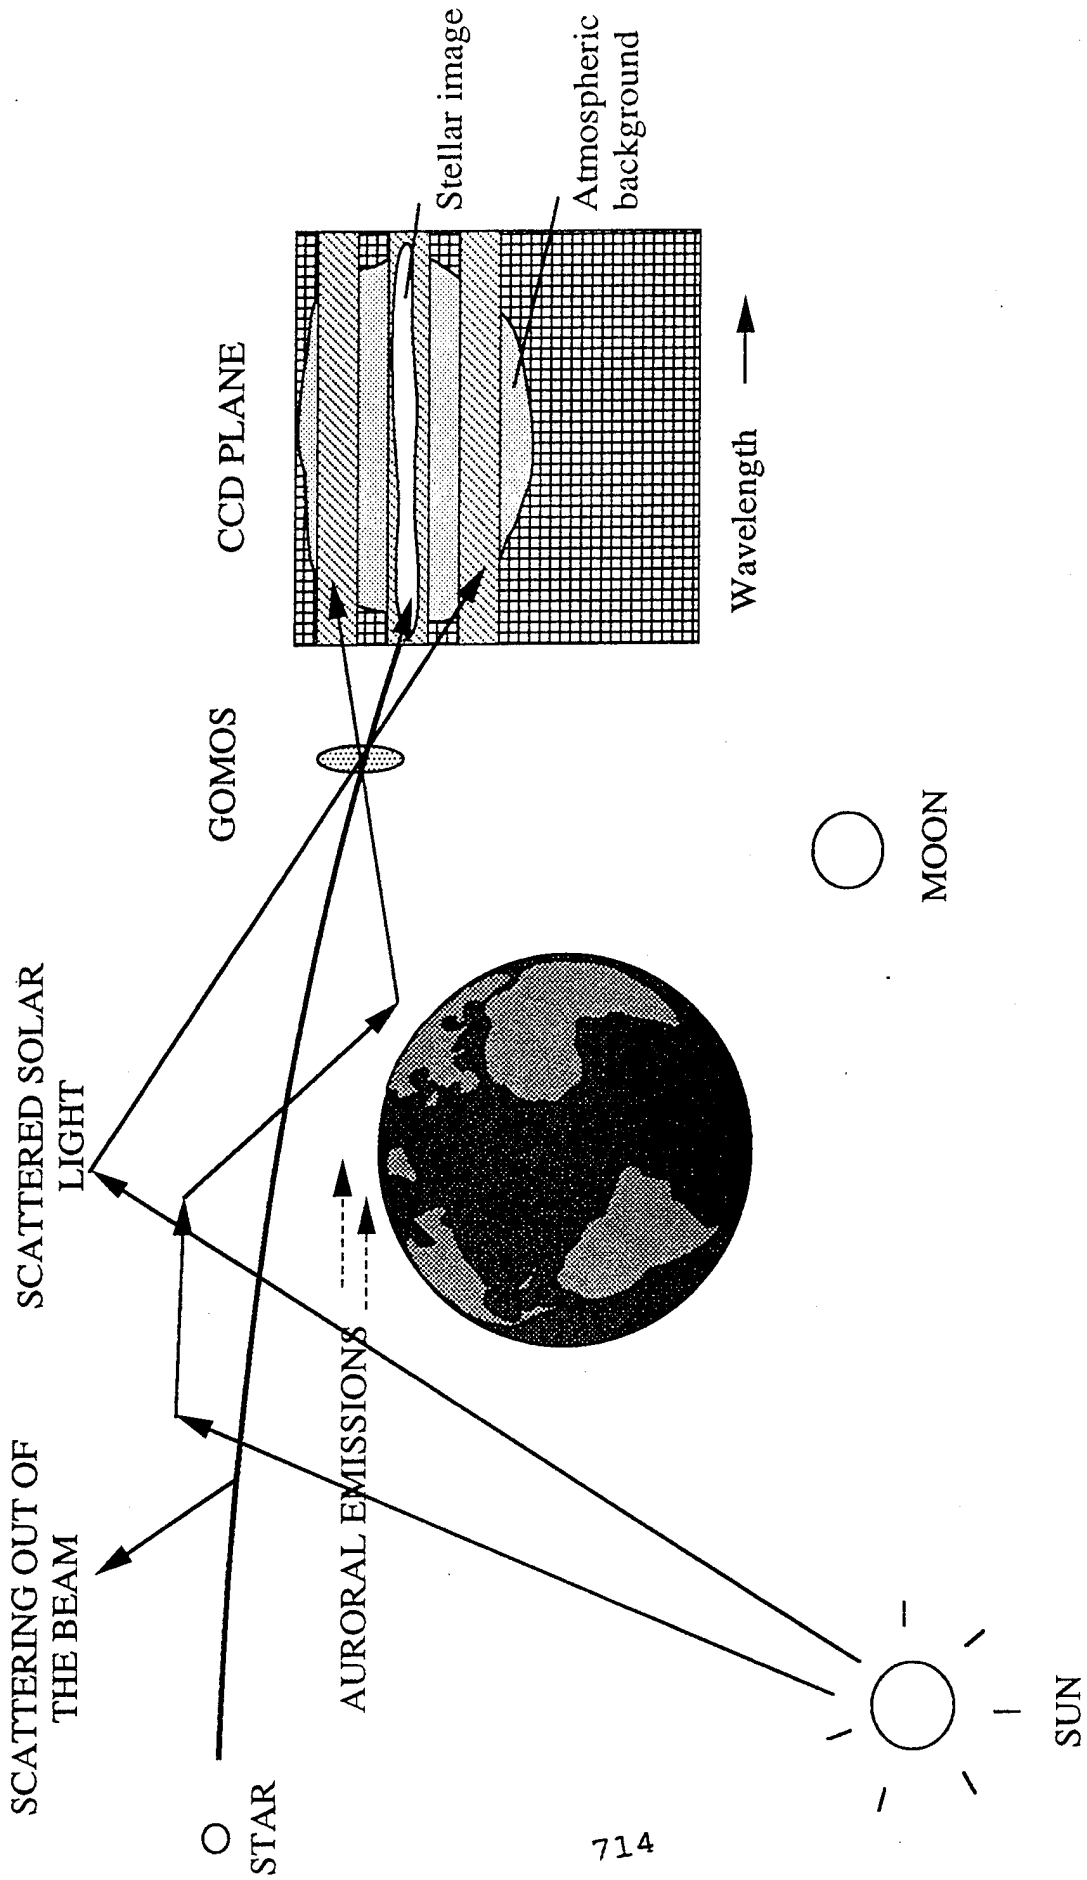 SCATTERING OUT OF
THE BEAM
SCATTERED SOLAR
LIGHT
GOMOS
CCD PLANE
Stellar image
Atmospheric
background
Wavelength
STAR
AURORAL EMISSIONS
MOON
SUN
714